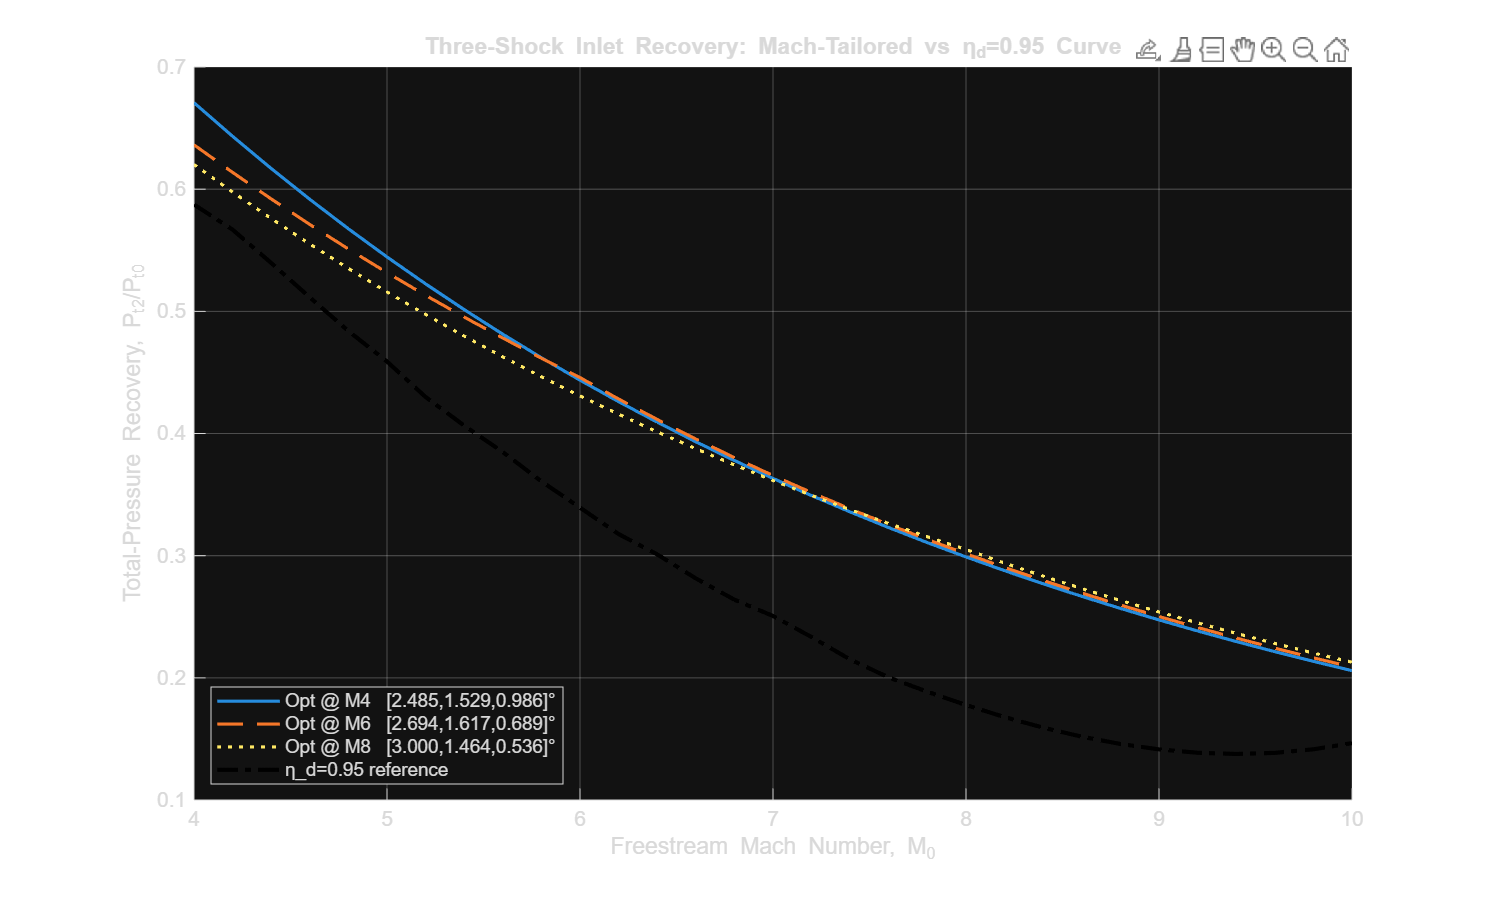 Three-Shock Inlet Recovery: Mach-Tailored vs ηd=0.95 Curve
0.7
0.6
0.5
0.4
0.3
0.2
0.1
Total-Pressure Recovery, Pt2/Pt0
Opt @ M4 [2.485,1.529,0.986]°
Opt @ M6 [2.694,1.617,0.689]°
Opt @ M8 [3.000,1.464,0.536]°
η_d=0.95 reference
4 5 6 7 8 9 10
Freestream Mach Number, M0